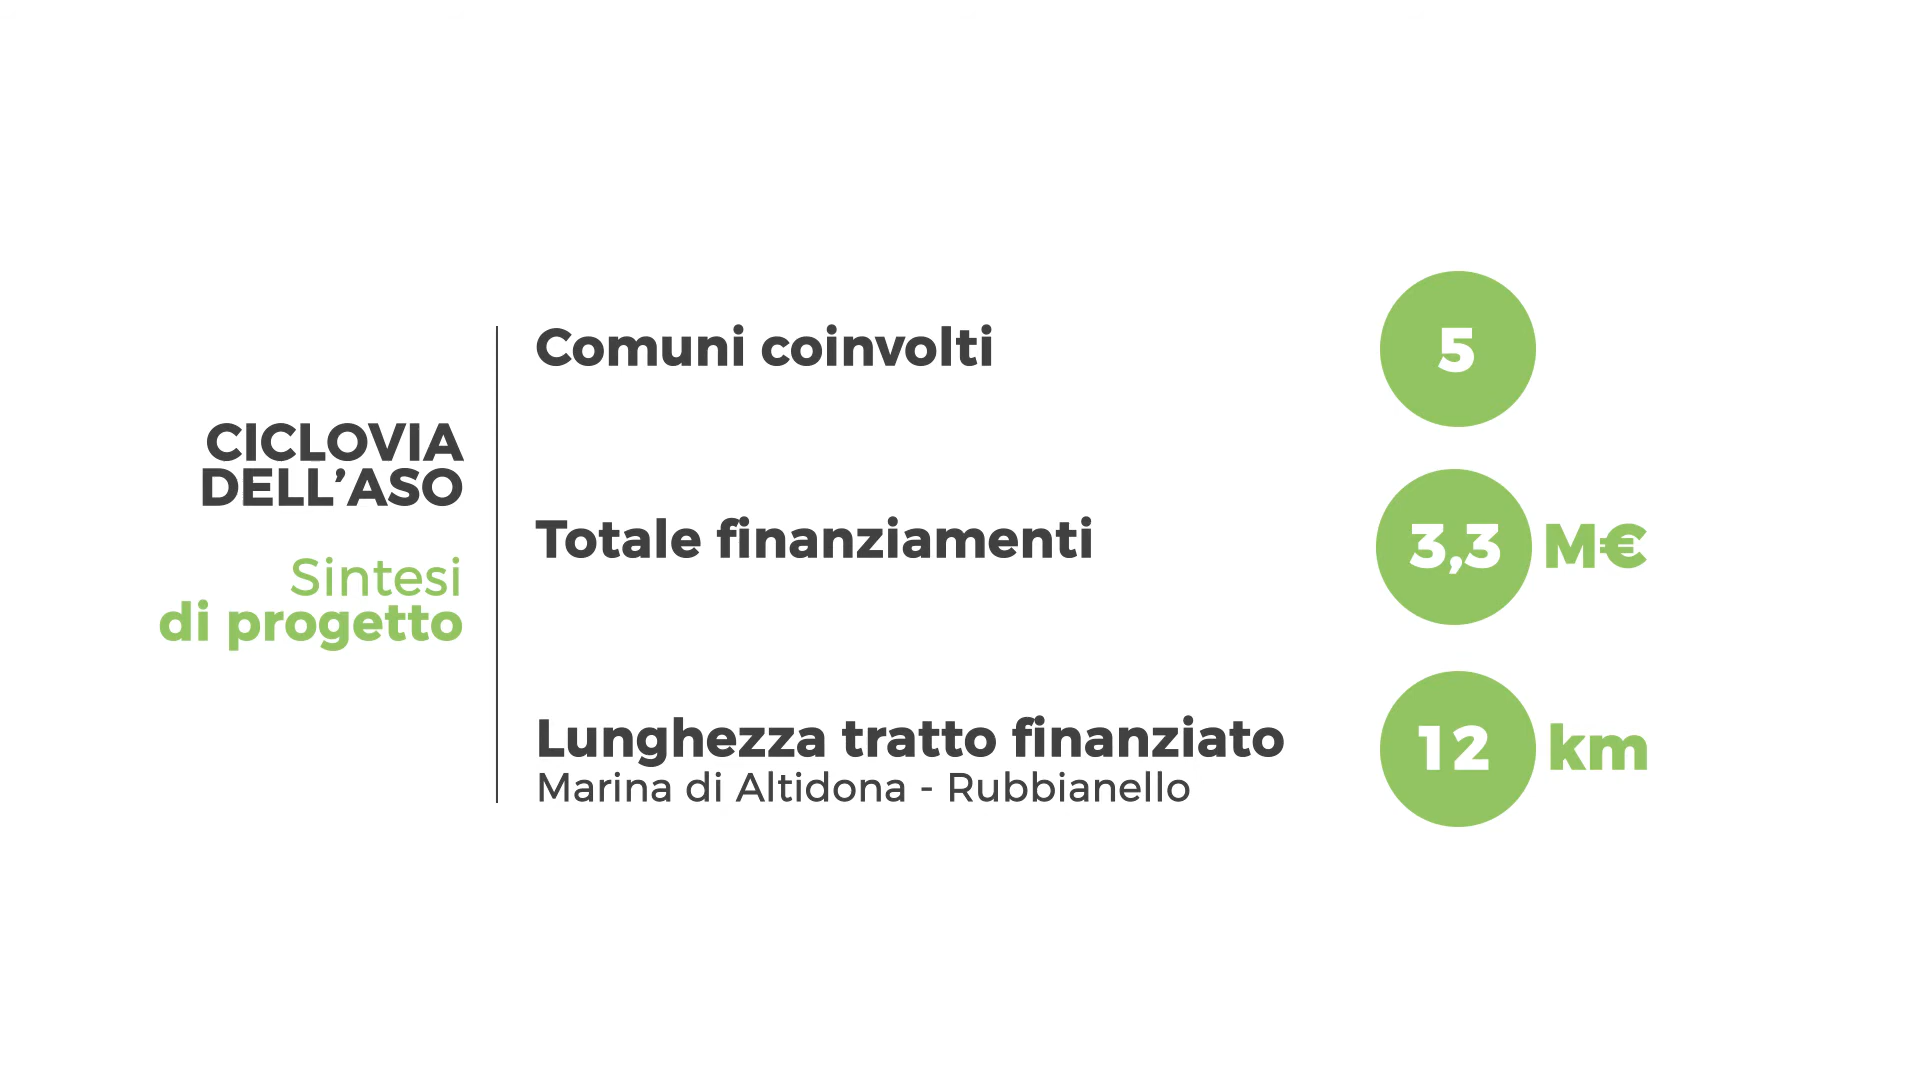 CICLOVIA
DELL’ASO
Sintesi
di progetto
Comuni coinvolti
5
Totale finanziamenti
3,3 M€
Lunghezza tratto finanziato
Marina di Altidona - Rubbianello
12 km